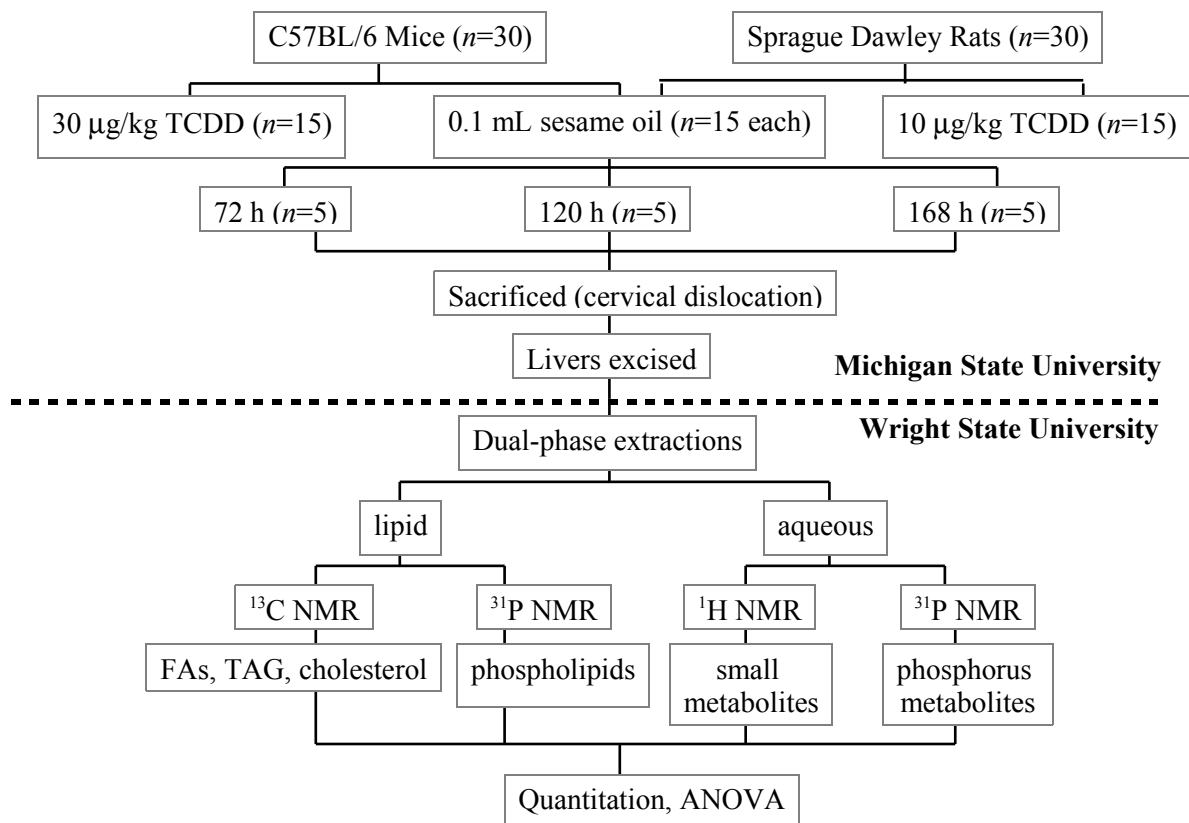 C57BL/6 Mice (n=30)
Sprague Dawley Rats (n=30)
30 μg/kg TCDD (n=15)
0.1 mL sesame oil (n=15 each)
10 μg/kg TCDD (n=15)
72 h (n=5)
120 h (n=5)
168 h (n=5)
Sacrificed (cervical dislocation)
Livers excised
Michigan State University
Wright State University
Dual-phase extractions
lipid
aqueous
¹³C NMR
³¹P NMR
¹H NMR
³¹P NMR
FAs, TAG, cholesterol
phospholipids
small
metabolites
phosphorus
metabolites
Quantitation, ANOVA